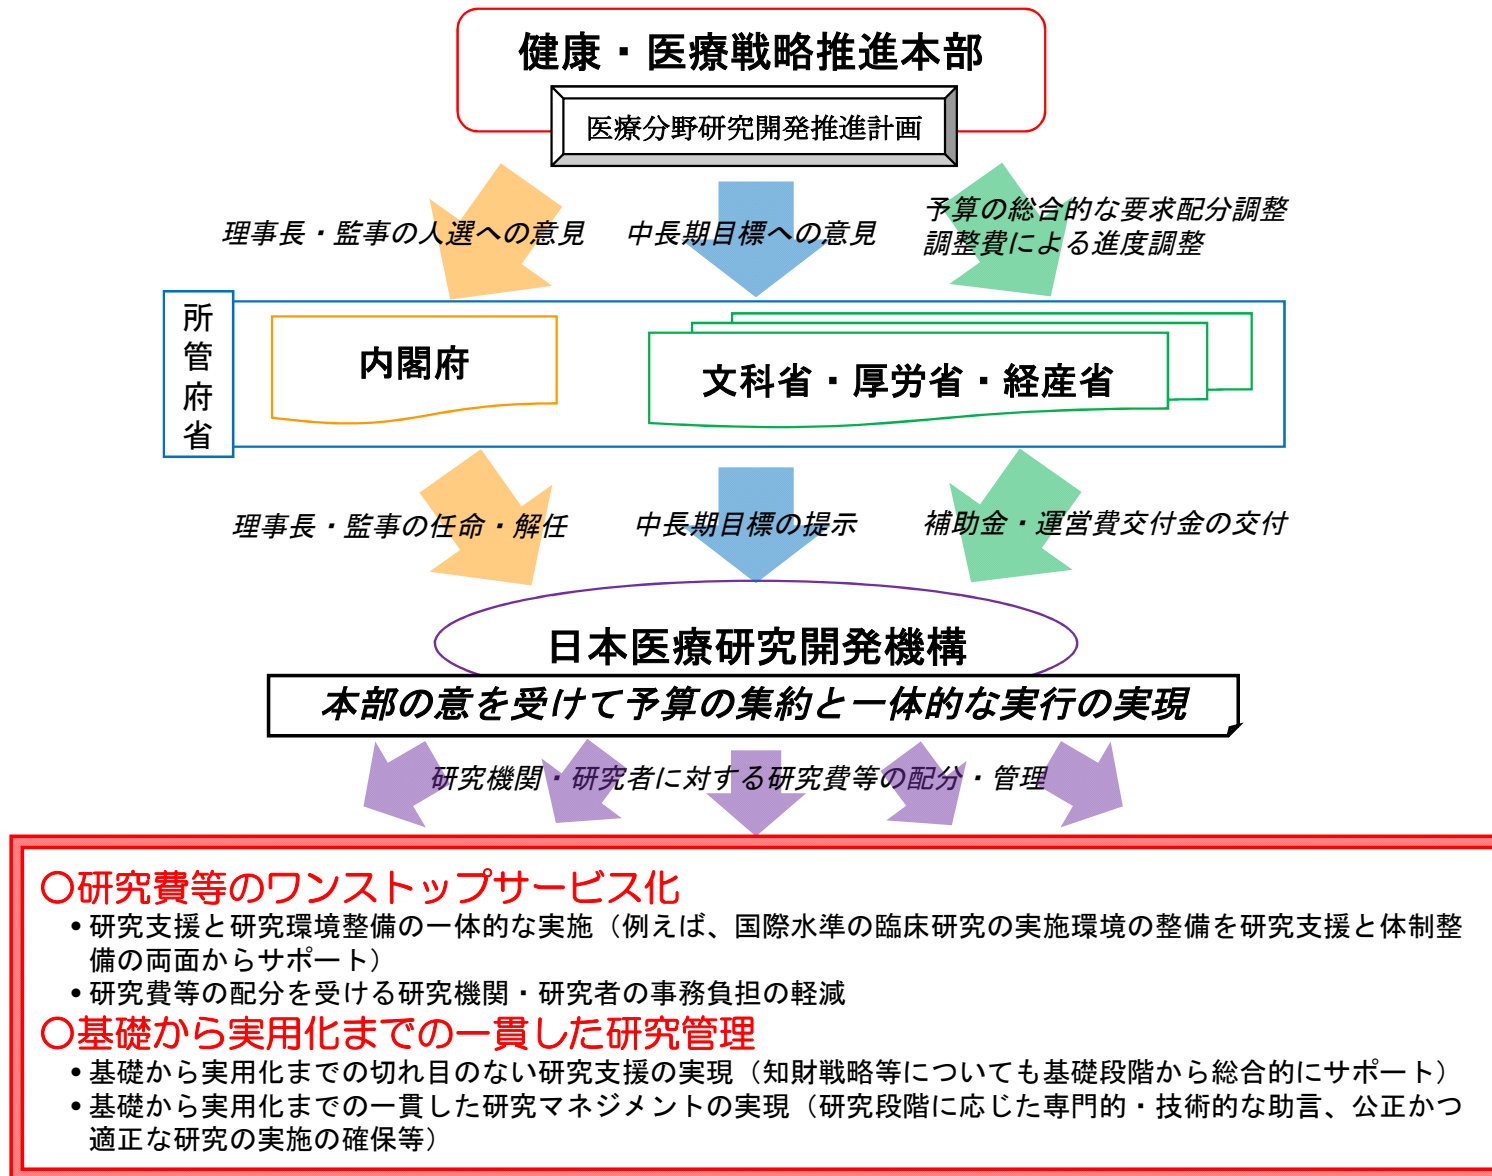 健康・医療戦略推進本部
医療分野研究開発推進計画
理事長・監事の人選への意見
中長期目標への意見
予算の総合的な要求配分調整
調整費による進度調整
所管府省
内閣府
文科省・厚労省・経産省
理事長・監事の任命・解任
中長期目標の提示
補助金・運営費交付金の交付
日本医療研究開発機構
本部の意を受けて予算の集約と一体的な実行の実現
研究機関・研究者に対する研究費等の配分・管理
〇研究費等のワンストップサービス化
•研究支援と研究環境整備の一体的な実施（例えば、国際水準の臨床研究の実施環境の整備を研究支援と体制整
備の両面からサポート）
•研究費等の配分を受ける研究機関・研究者の事務負担の軽減
〇基礎から実用化までの一貫した研究管理
•基礎から実用化までの切れ目のない研究支援の実現（知財戦略等についても基礎段階から総合的にサポート）
•基礎から実用化までの一貫した研究マネジメントの実現（研究段階に応じた専門的・技術的な助言、公正かつ
適正な研究の実施の確保等）